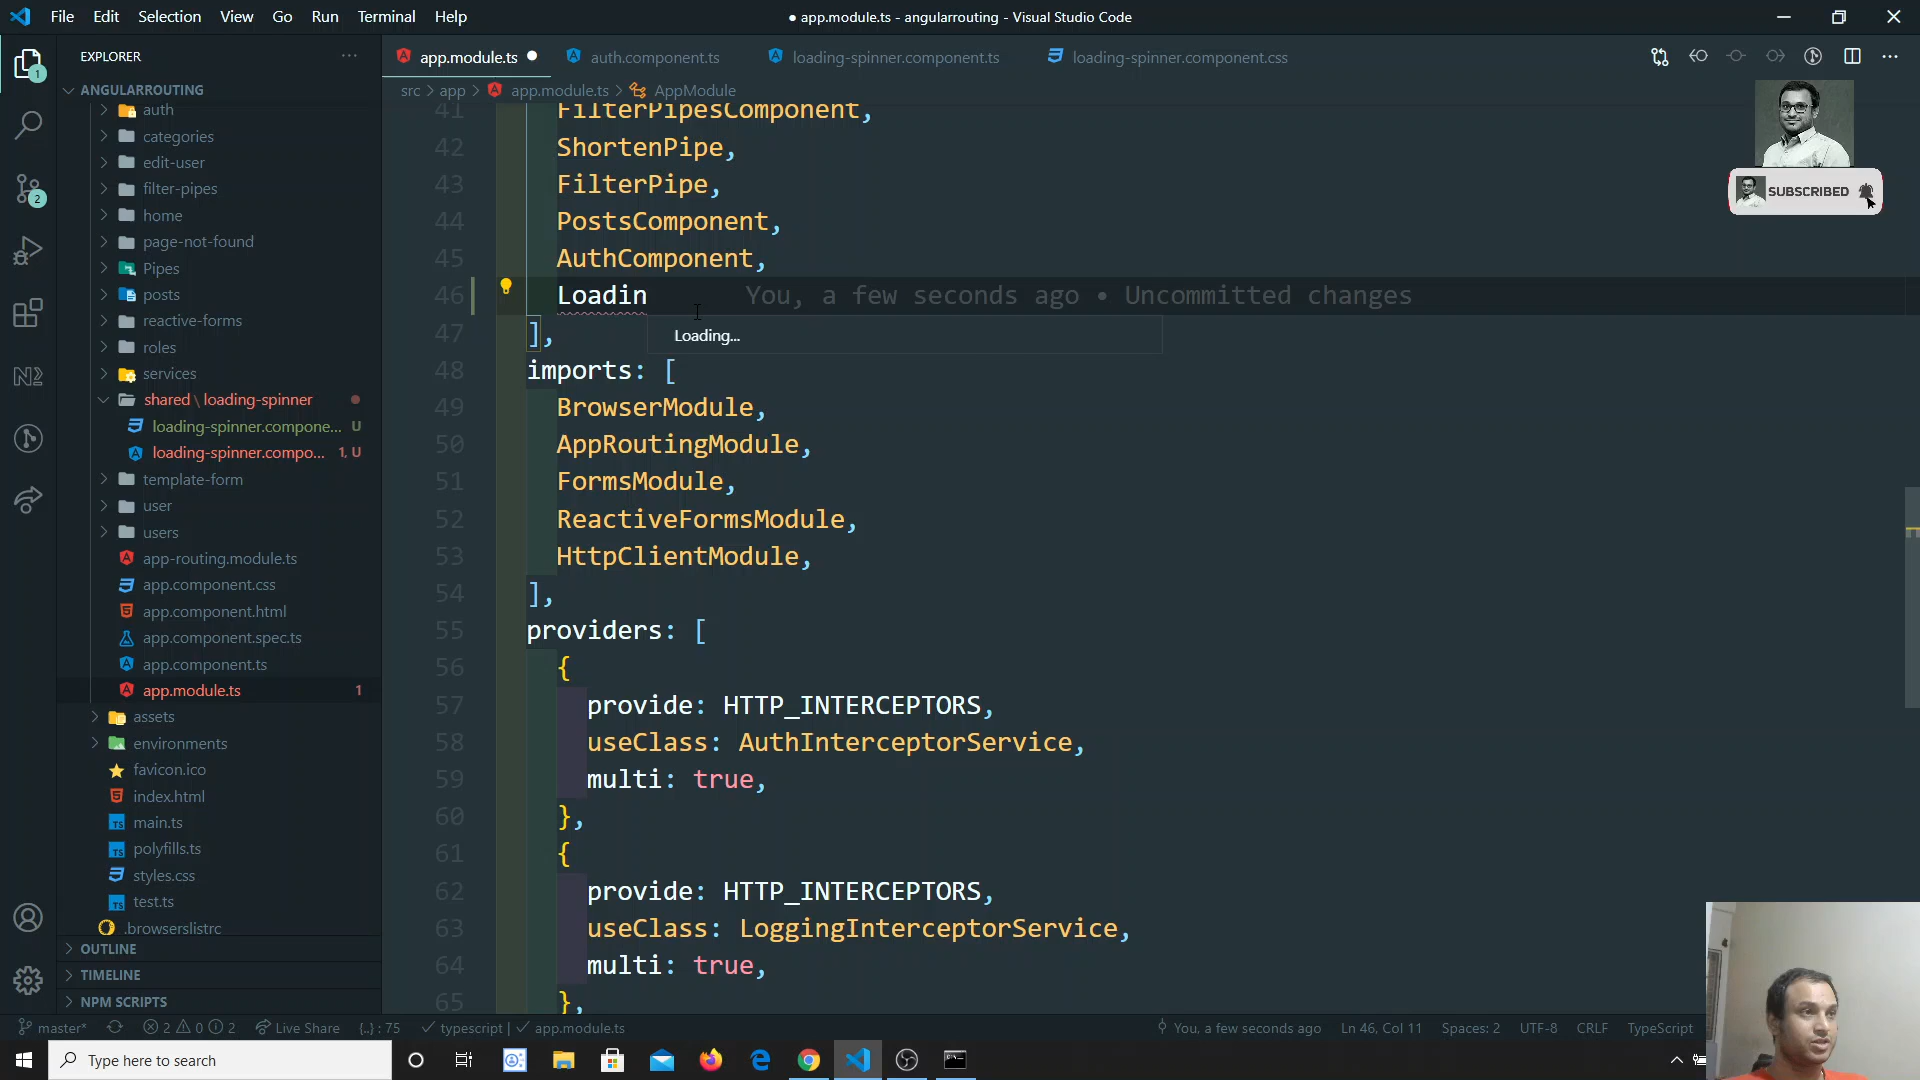 File Edit Selection View Go Run Terminal Help
● app.module.ts - angularrouting - Visual Studio Code
EXPLORER
ANGULARROUTING
auth
categories
edit-user
filter-pipes
home
page-not-found
Pipes
posts
reactive-forms
roles
services
shared \ loading-spinner
loading-spinner.compone... U
loading-spinner.compo... 1, U
template-form
user
users
app-routing.module.ts
app.component.css
app.component.html
app.component.spec.ts
app.component.ts
app.module.ts 1
assets
environments
favicon.ico
index.html
main.ts
polyfills.ts
styles.css
test.ts
.browserslistrc
OUTLINE
TIMELINE
NPM SCRIPTS
1
2
app.module.ts ● auth.component.ts loading-spinner.component.ts loading-spinner.component.css
src > app > app.module.ts > AppModule
41 FilterPipesComponent,
42 ShortenPipe,
43 FilterPipe,
44 PostsComponent,
45 AuthComponent,
46 Loadin You, a few seconds ago • Uncommitted changes
Loading...
47 ],
48 imports: [
49 BrowserModule,
50 AppRoutingModule,
51 FormsModule,
52 ReactiveFormsModule,
53 HttpClientModule,
54 ],
55 providers: [
56 {
57 provide: HTTP_INTERCEPTORS,
58 useClass: AuthInterceptorService,
59 multi: true,
60 },
61 {
62 provide: HTTP_INTERCEPTORS,
63 useClass: LoggingInterceptorService,
64 multi: true,
65 },
SUBSCRIBED
master* 2 0 2 Live Share {..} : 75 typescript | app.module.ts You, a few seconds ago Ln 46, Col 11 Spaces: 2 UTF-8 CRLF TypeScript
Type here to search